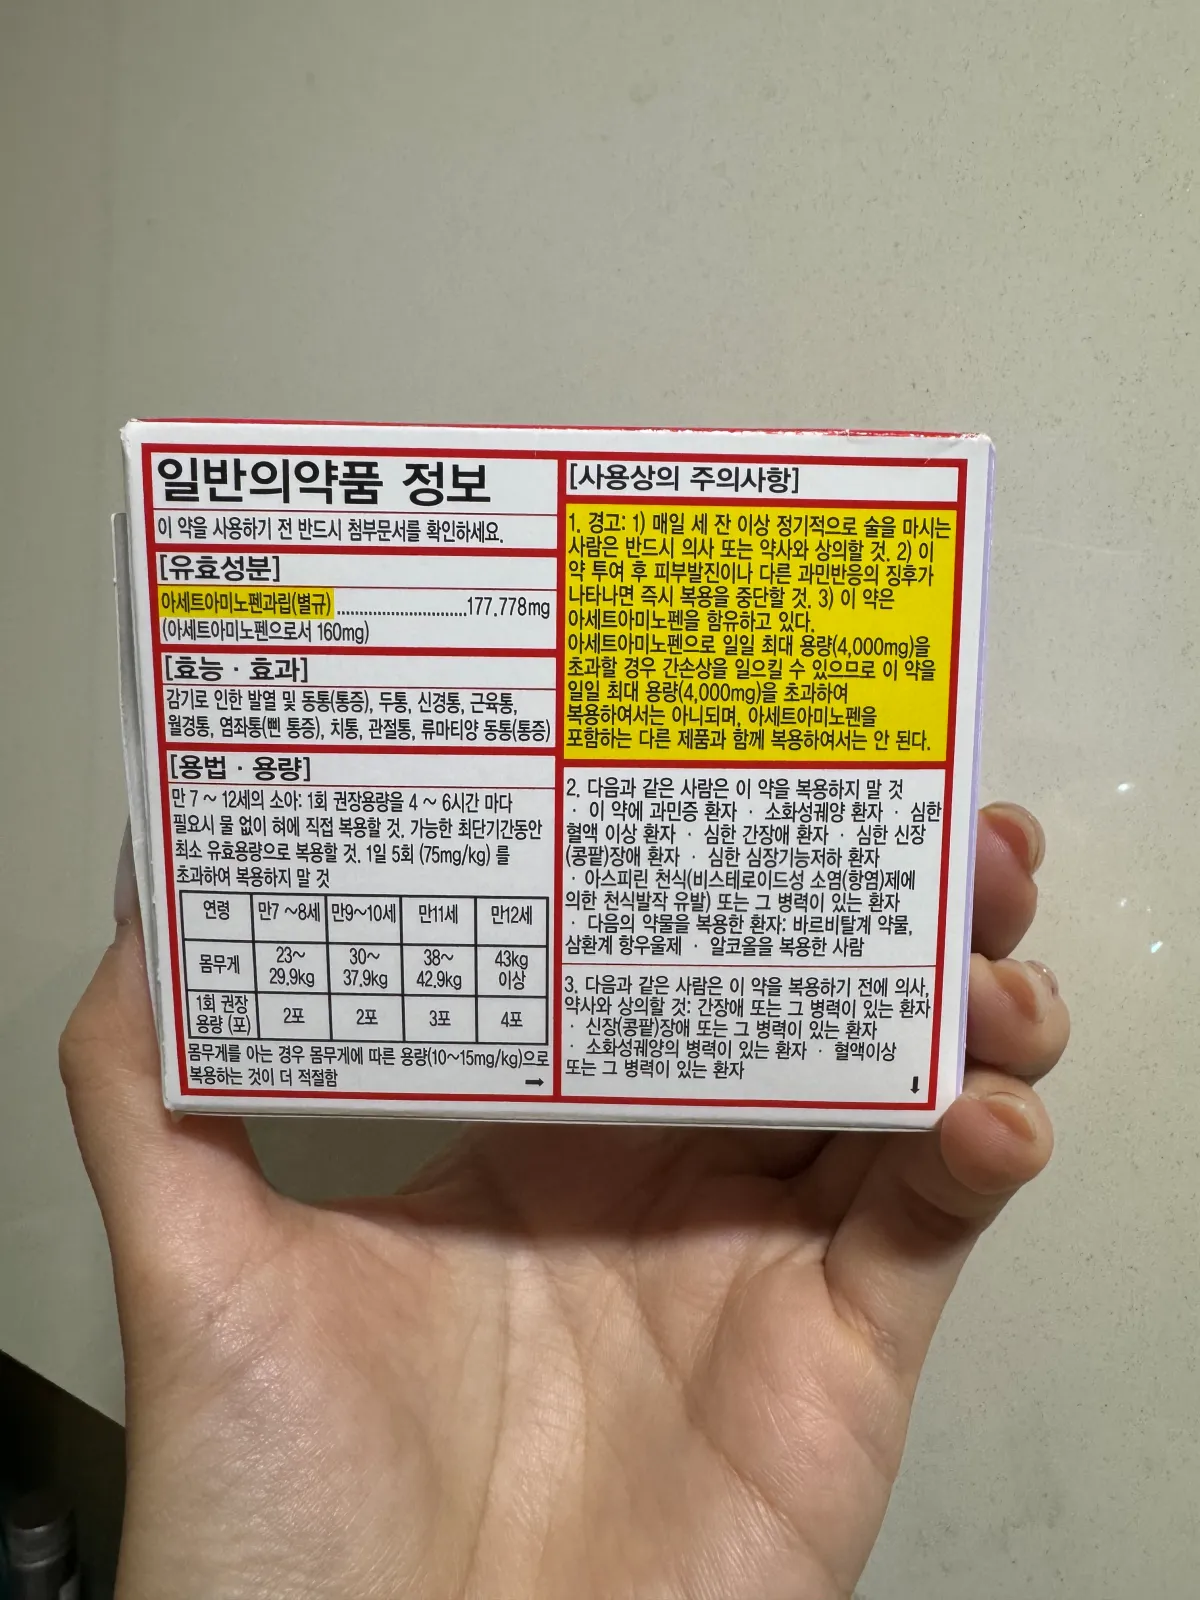 일반의약품 정보
이 약을 사용하기 전 반드시 첨부문서를 확인하세요.
[유효성분]
아세트아미노펜과립(별규) ..............................177.778mg
(아세트아미노펜으로서 160mg)
[효능 · 효과]
감기로 인한 발열 및 동통(통증), 두통, 신경통, 근육통,
월경통, 염좌통(삔 통증), 치통, 관절통, 류마티양 동통(통증)
[용법 · 용량]
만 7 ~ 12세의 소아: 1회 권장용량을 4 ~ 6시간 마다
필요시 물 없이 혀에 직접 복용할 것. 가능한 최단기간동안
최소 유효용량으로 복용할 것. 1일 5회 (75mg/kg) 를
초과하여 복용하지 말 것
연령 만7 ~8세 만9~10세 만11세 만12세
몸무게 23~ 29.9kg 30~ 37.9kg 38~ 42.9kg 43kg 이상
1회 권장 용량 (포) 2포 2포 3포 4포
몸무게를 아는 경우 몸무게에 따른 용량(10~15mg/kg)으로
복용하는 것이 더 적절함 →
[사용상의 주의사항]
1. 경고: 1) 매일 세 잔 이상 정기적으로 술을 마시는
사람은 반드시 의사 또는 약사와 상의할 것. 2) 이
약 투여 후 피부발진이나 다른 과민반응의 징후가
나타나면 즉시 복용을 중단할 것. 3) 이 약은
아세트아미노펜을 함유하고 있다.
아세트아미노펜으로 일일 최대 용량(4,000mg)을
초과할 경우 간손상을 일으킬 수 있으므로 이 약을
일일 최대 용량(4,000mg)을 초과하여
복용하여서는 아니되며, 아세트아미노펜을
포함하는 다른 제품과 함께 복용하여서는 안 된다.
2. 다음과 같은 사람은 이 약을 복용하지 말 것
· 이 약에 과민증 환자 · 소화성궤양 환자 · 심한
혈액 이상 환자 · 심한 간장애 환자 · 심한 신장
(콩팥)장애 환자 · 심한 심장기능저하 환자
· 아스피린 천식(비스테로이드성 소염(항염)제에
의한 천식발작 유발) 또는 그 병력이 있는 환자
· 다음의 약물을 복용한 환자: 바르비탈계 약물,
삼환계 항우울제 · 알코올을 복용한 사람
3. 다음과 같은 사람은 이 약을 복용하기 전에 의사,
약사와 상의할 것: 간장애 또는 그 병력이 있는 환자
· 신장(콩팥)장애 또는 그 병력이 있는 환자
· 소화성궤양의 병력이 있는 환자 · 혈액이상
또는 그 병력이 있는 환자 ↓